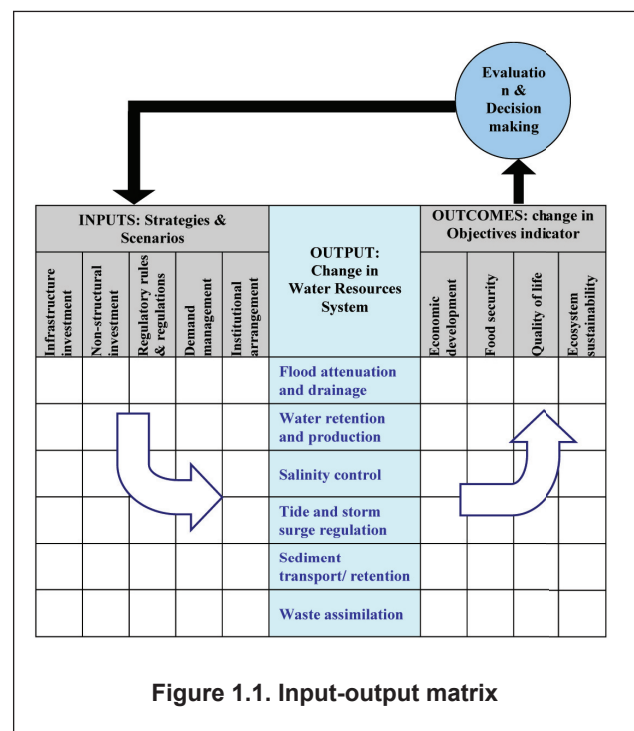 Evaluatio
n &
Decision
making
INPUTS: Strategies &
Scenarios
OUTPUT:
Change in
Water Resources
System
OUTCOMES: change in
Objectives indicator
Infrastructure
investment
Non-structural
investment
Regulatory rules
& regulations
Demand
management
Institutional
arrangement
Economic
development
Food security
Quality of life
Ecosystem
sustainability
Flood attenuation
and drainage
Water retention
and production
Salinity control
Tide and storm
surge regulation
Sediment
transport/ retention
Waste assimilation
Figure 1.1. Input-output matrix